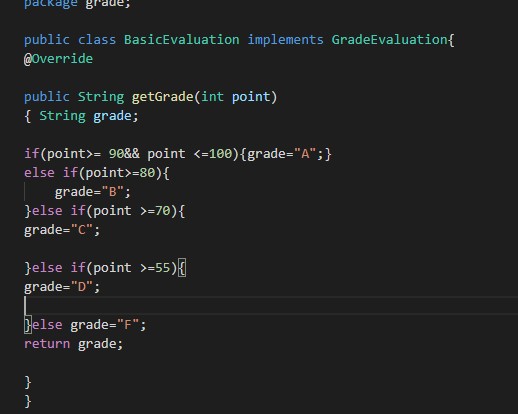 package grade;
public class BasicEvaluation implements GradeEvaluation{
@Override
public String getGrade(int point)
{ String grade;
if(point>= 90&& point <=100){grade="A";}
else if(point>=80){
grade="B";
}else if(point >=70){
grade="C";
}else if(point >=55){
grade="D";
}else grade="F";
return grade;
}
}